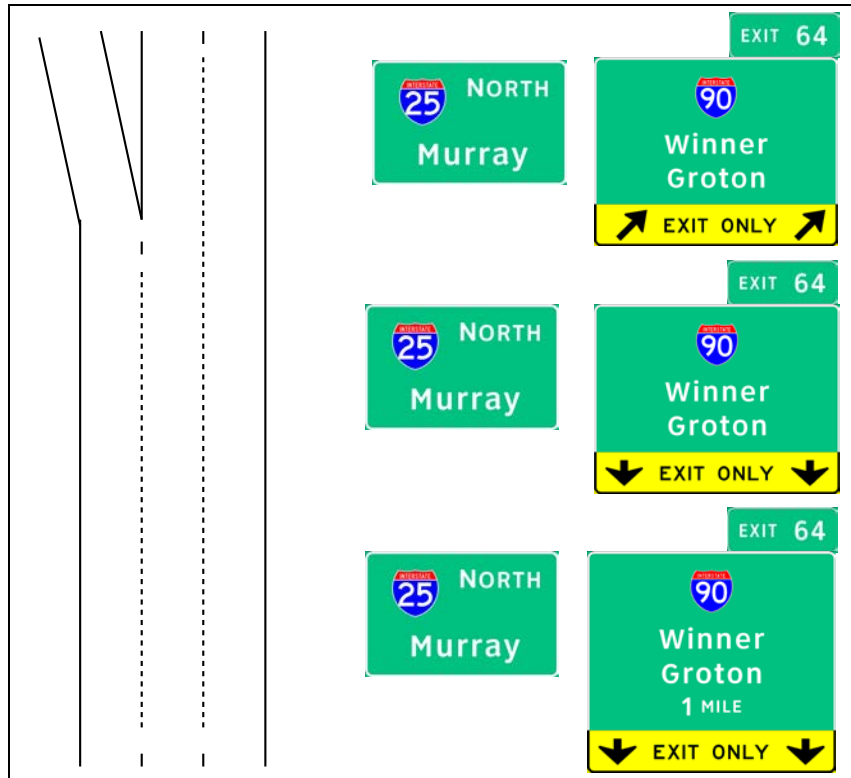 EXIT 64
INTERSTATE
25 NORTH
Murray
INTERSTATE
90
Winner
Groton
EXIT ONLY
EXIT 64
INTERSTATE
25 NORTH
Murray
INTERSTATE
90
Winner
Groton
EXIT ONLY
EXIT 64
INTERSTATE
25 NORTH
Murray
INTERSTATE
90
Winner
Groton
1 MILE
EXIT ONLY